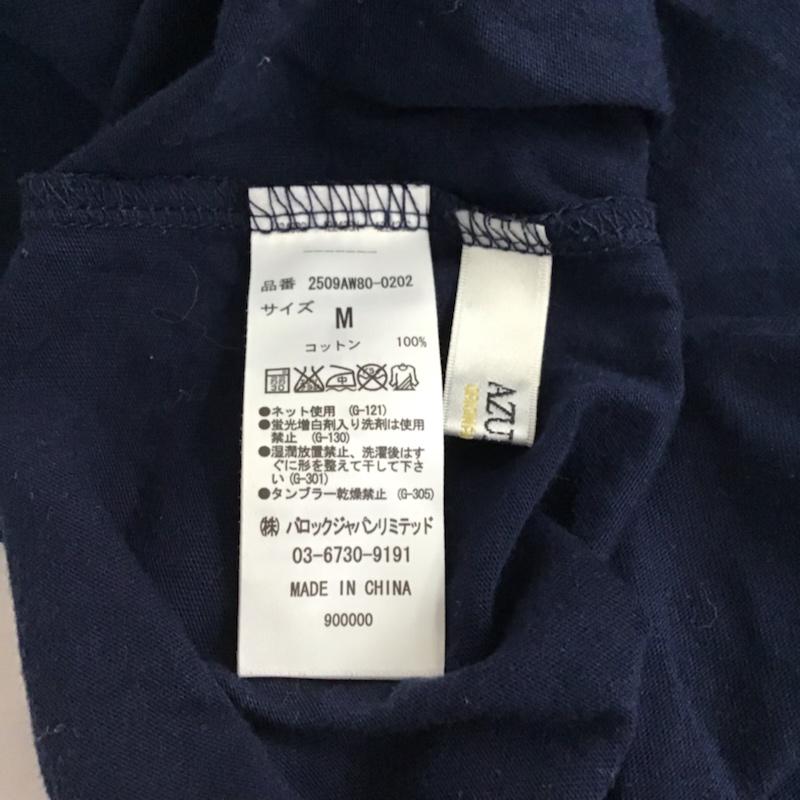 品番 2509AW80-0202
サイズ
M
コットン 100%
●ネット使用 (G-121)
●蛍光増白剤入り洗剤は使用
禁止 (G-130)
●湿潤放置禁止、洗濯後はす
ぐに形を整えて干して下さ
い (G-301)
●タンブラー乾燥禁止 (G-305)
㈱ バロックジャパンリミテッド
03-6730-9191
MADE IN CHINA
900000
AZU